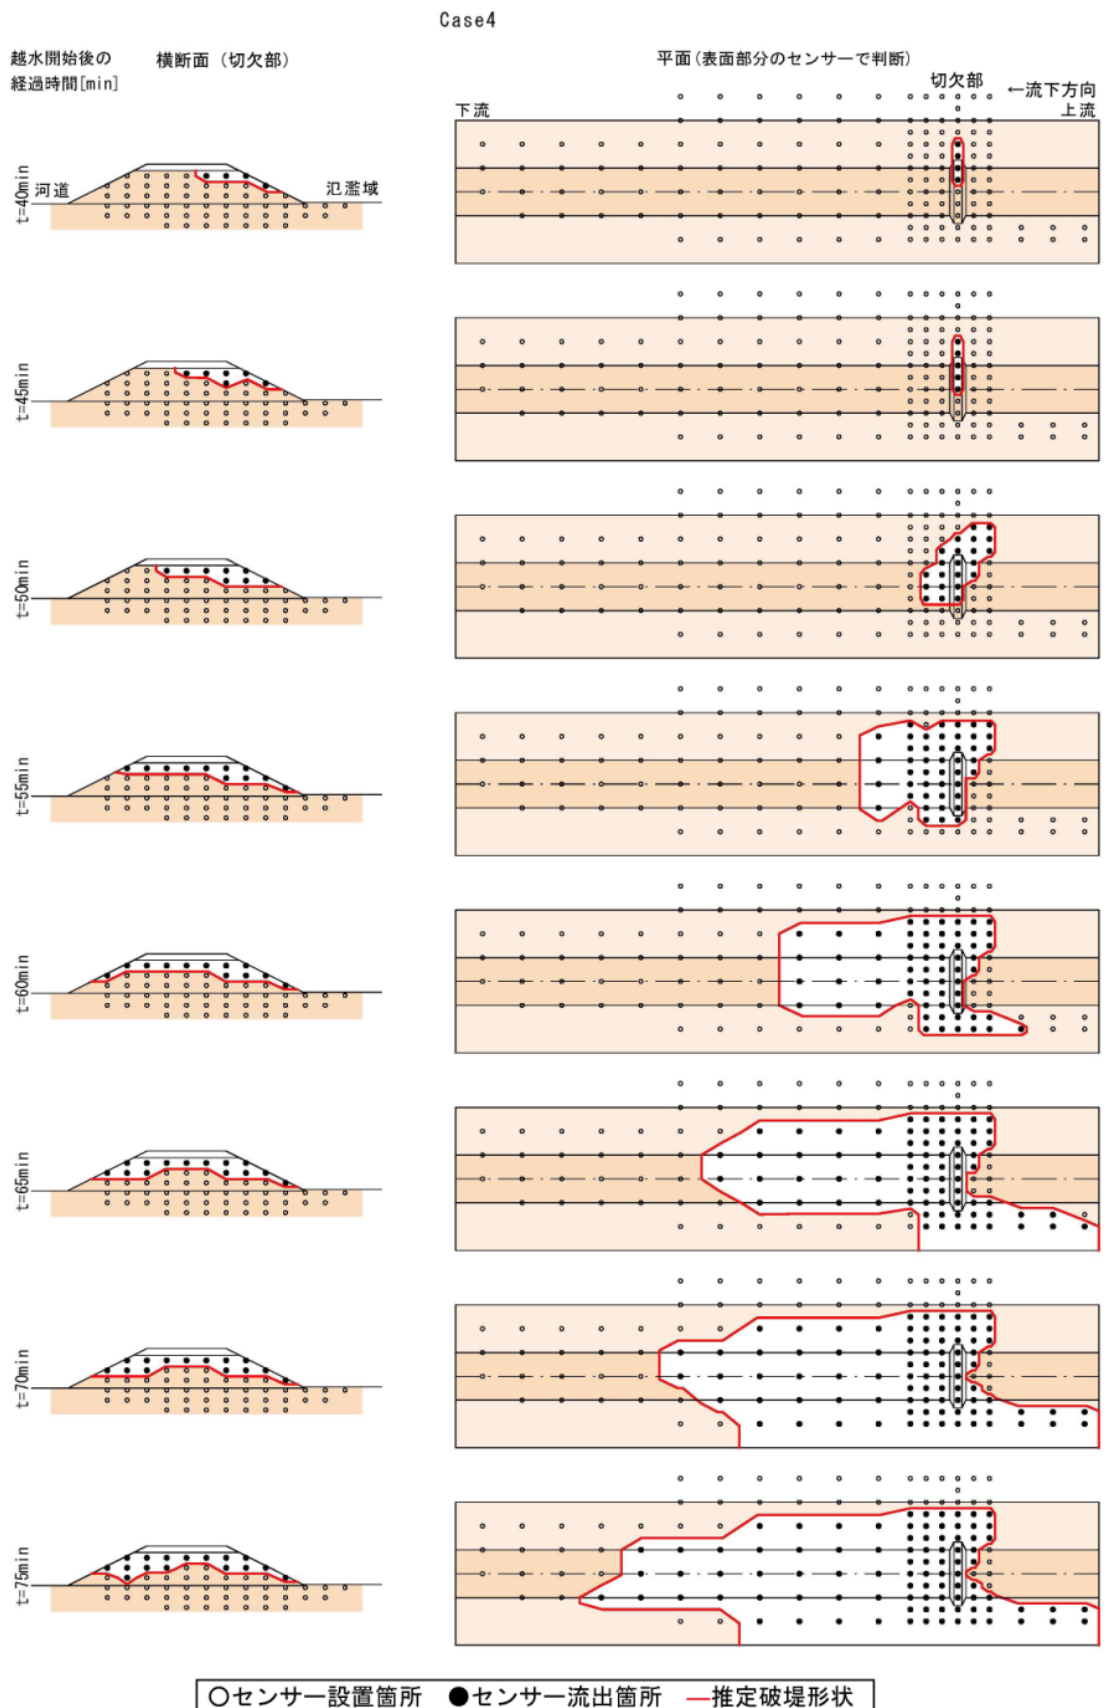 Case4
越水開始後の
経過時間[min]
横断面（切欠部）
平面(表面部分のセンサーで判断)
切欠部
←流下方向
下流
上流
t=40min
河道
氾濫域
t=45min
t=50min
t=55min
t=60min
t=65min
t=70min
t=75min
○センサー設置箇所 ●センサー流出箇所 —推定破堤形状